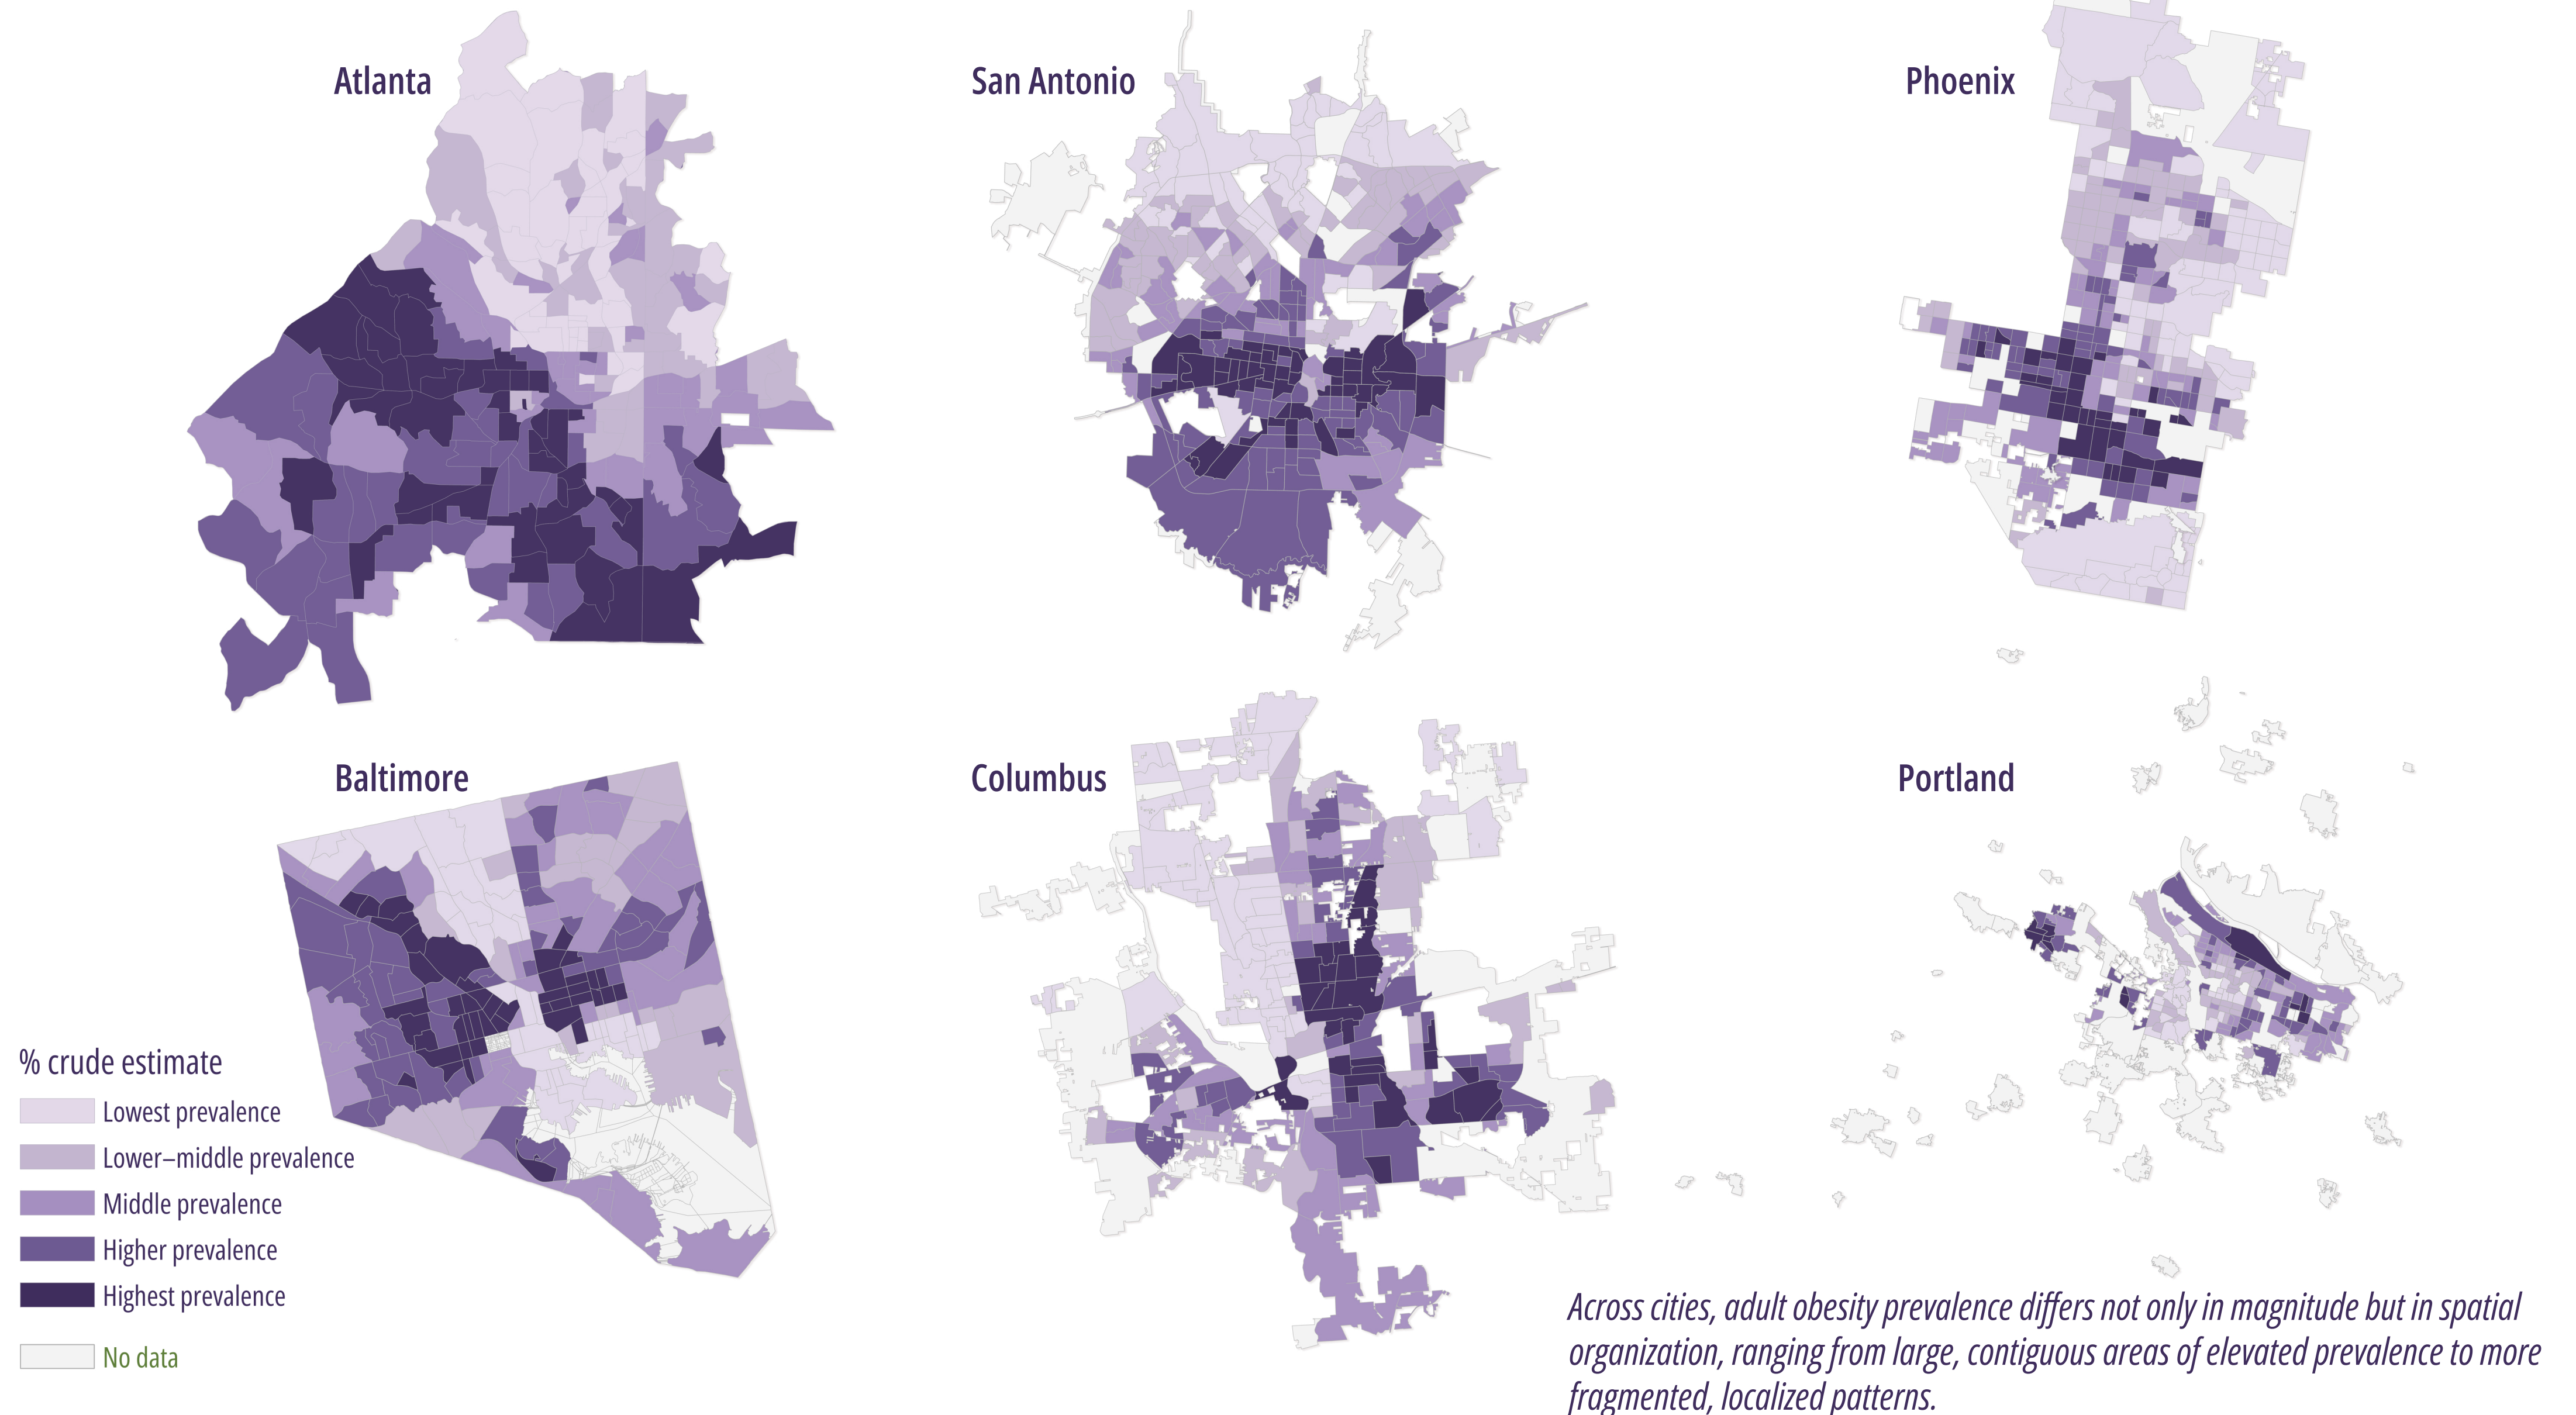 Atlanta
San Antonio
Phoenix
Baltimore
Columbus
Portland
% crude estimate
Lowest prevalence
Lower–middle prevalence
Middle prevalence
Higher prevalence
Highest prevalence
No data
Across cities, adult obesity prevalence differs not only in magnitude but in spatial
organization, ranging from large, contiguous areas of elevated prevalence to more
fragmented, localized patterns.